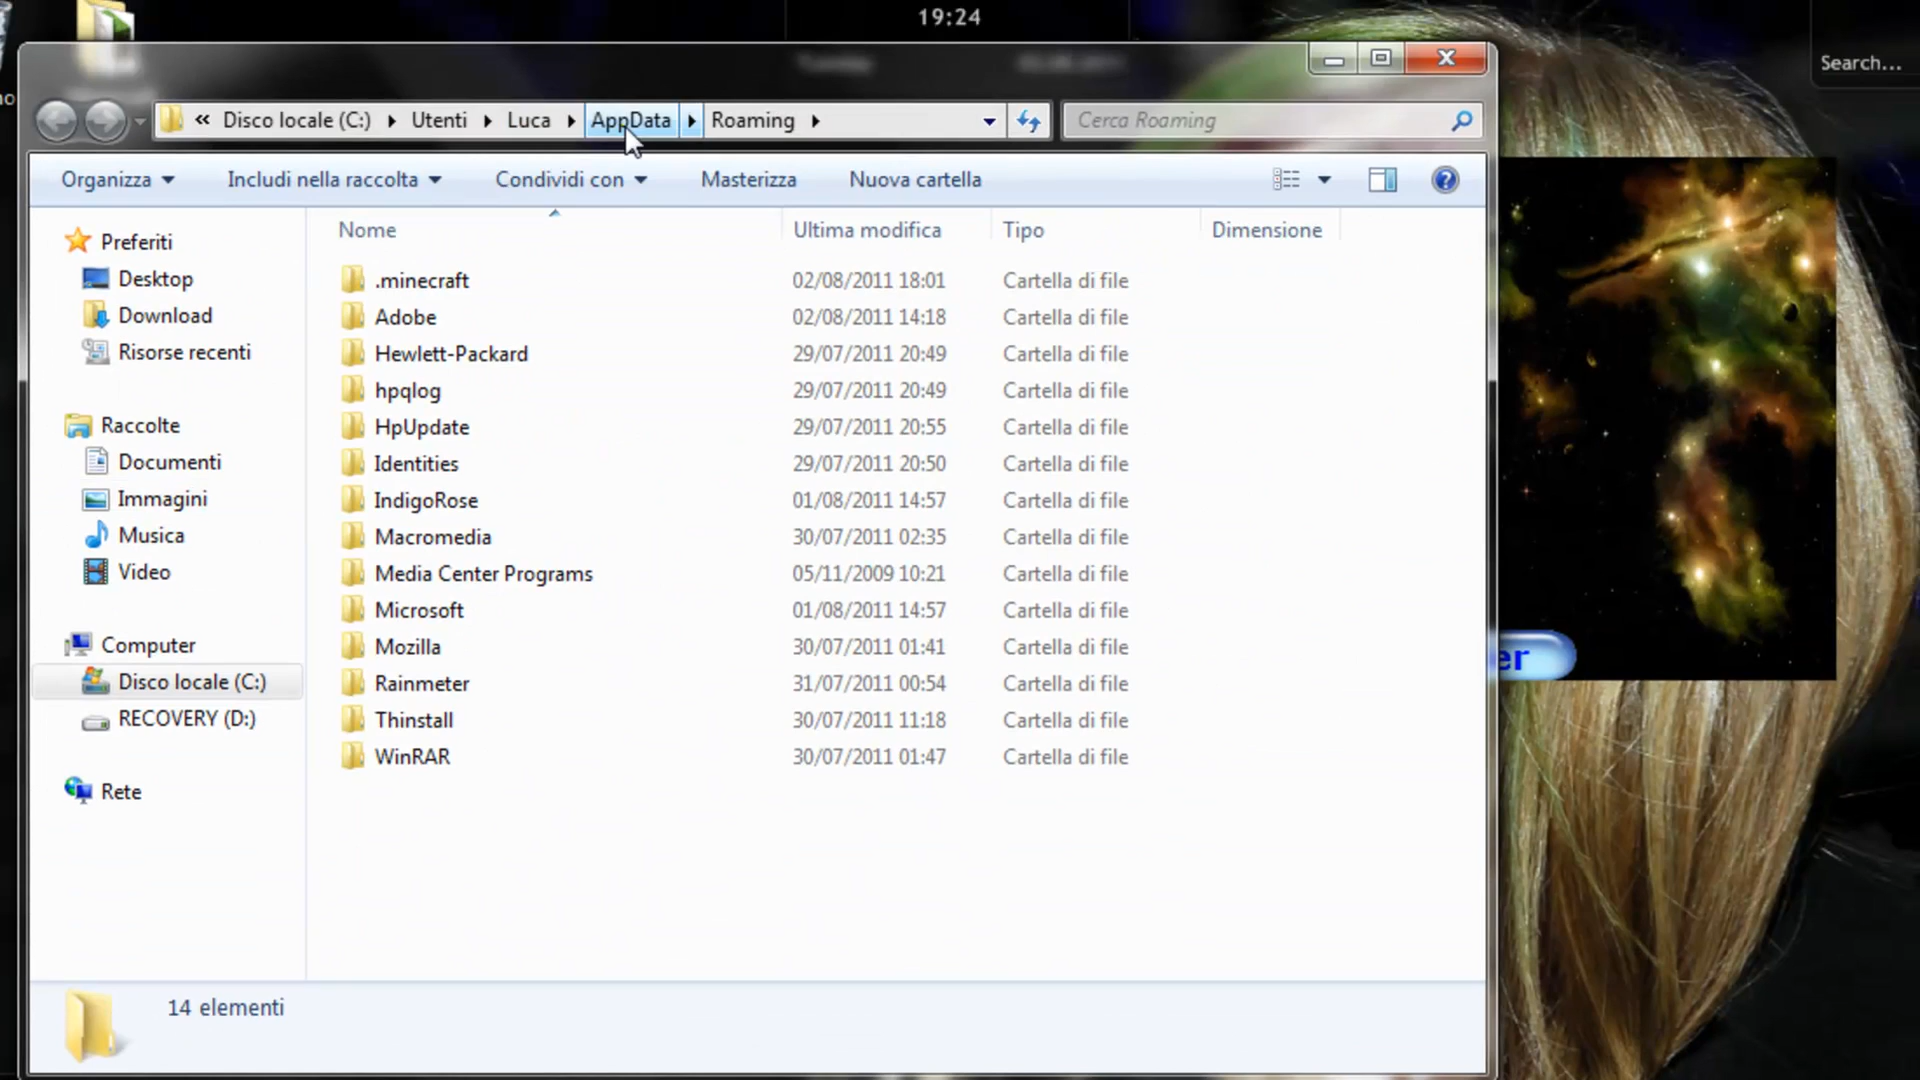 19:24
Search...
no
« Disco locale (C:) Utenti Luca AppData Roaming
Cerca Roaming
Organizza Includi nella raccolta Condividi con Masterizza Nuova cartella
Nome Ultima modifica Tipo Dimensione
Preferiti
Desktop
Download
Risorse recenti
Raccolte
Documenti
Immagini
Musica
Video
Computer
Disco locale (C:)
RECOVERY (D:)
Rete
.minecraft 02/08/2011 18:01 Cartella di file
Adobe 02/08/2011 14:18 Cartella di file
Hewlett-Packard 29/07/2011 20:49 Cartella di file
hpqlog 29/07/2011 20:49 Cartella di file
HpUpdate 29/07/2011 20:55 Cartella di file
Identities 29/07/2011 20:50 Cartella di file
IndigoRose 01/08/2011 14:57 Cartella di file
Macromedia 30/07/2011 02:35 Cartella di file
Media Center Programs 05/11/2009 10:21 Cartella di file
Microsoft 01/08/2011 14:57 Cartella di file
Mozilla 30/07/2011 01:41 Cartella di file
Rainmeter 31/07/2011 00:54 Cartella di file
Thinstall 30/07/2011 11:18 Cartella di file
WinRAR 30/07/2011 01:47 Cartella di file
er
14 elementi